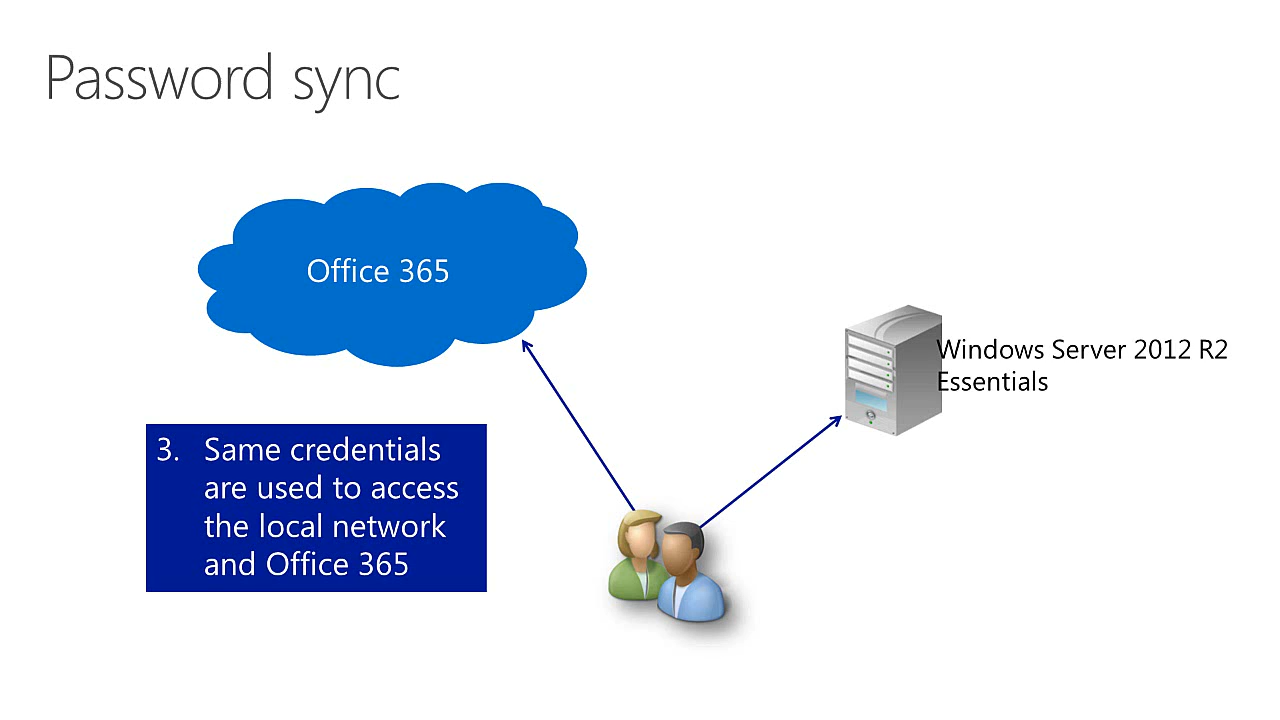 Password sync
Office 365
Windows Server 2012 R2
Essentials
3. Same credentials
are used to access
the local network
and Office 365